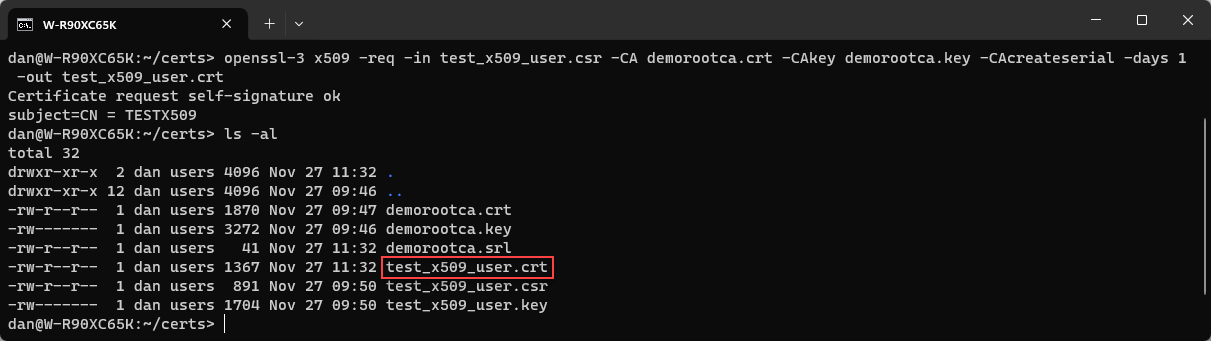 W-R90XC65K
dan@W-R90XC65K:~/certs> openssl-3 x509 -req -in test_x509_user.csr -CA demorootca.crt -CAkey demorootca.key -CAcreateserial -days 1
 -out test_x509_user.crt
Certificate request self-signature ok
subject=CN = TESTX509
dan@W-R90XC65K:~/certs> ls -al
total 32
drwxr-xr-x  2 dan users 4096 Nov 27 11:32 .
drwxr-xr-x 12 dan users 4096 Nov 27 09:46 ..
-rw-r--r--  1 dan users 1870 Nov 27 09:47 demorootca.crt
-rw-------  1 dan users 3272 Nov 27 09:46 demorootca.key
-rw-r--r--  1 dan users   41 Nov 27 11:32 demorootca.srl
-rw-r--r--  1 dan users 1367 Nov 27 11:32 test_x509_user.crt
-rw-r--r--  1 dan users  891 Nov 27 09:50 test_x509_user.csr
-rw-------  1 dan users 1704 Nov 27 09:50 test_x509_user.key
dan@W-R90XC65K:~/certs>